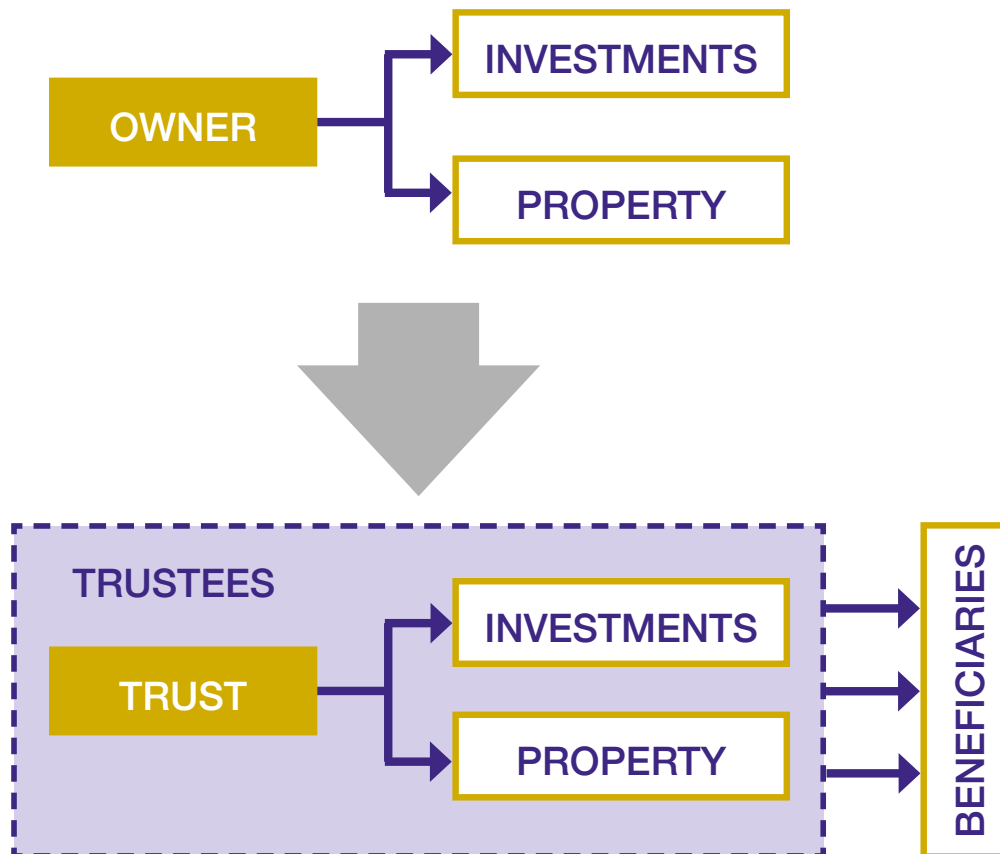 INVESTMENTS
OWNER
PROPERTY
TRUSTEES
INVESTMENTS
TRUST
PROPERTY
BENEFICIARIES